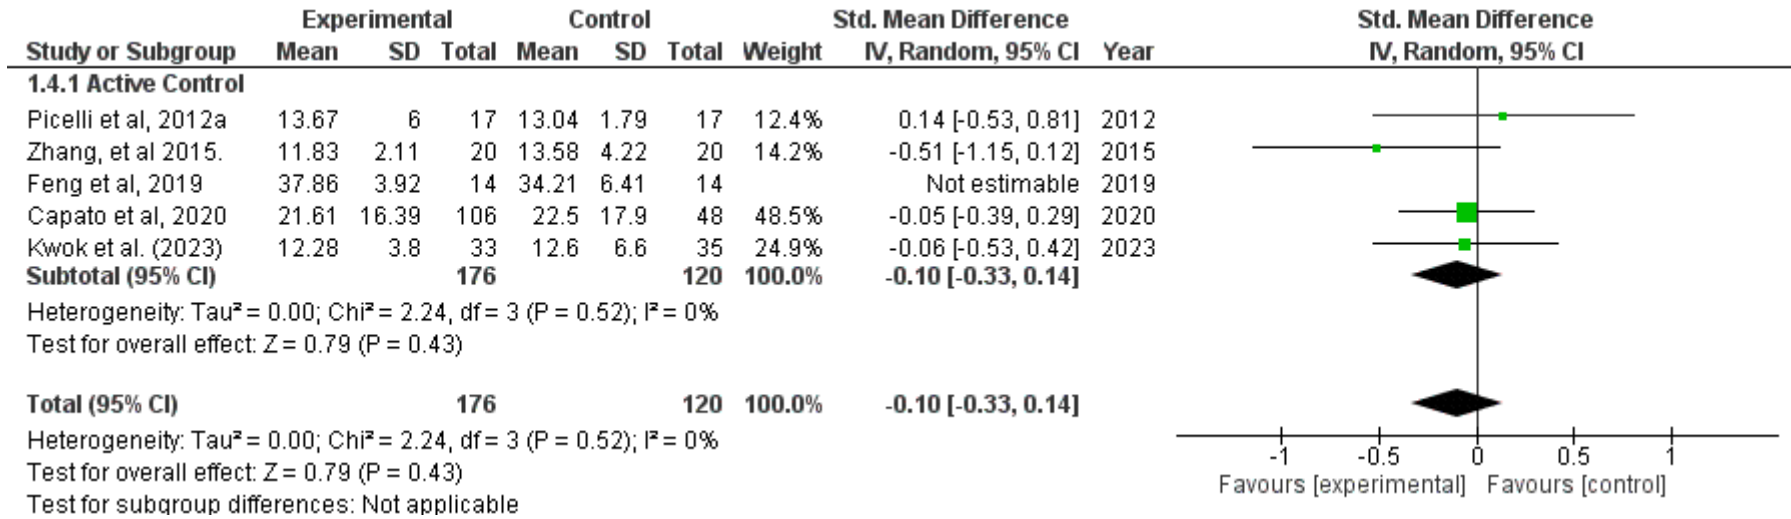 Experimental Control Std. Mean Difference Std. Mean Difference
Study or Subgroup Mean SD Total Mean SD Total Weight IV, Random, 95% CI Year IV, Random, 95% CI
1.4.1 Active Control
Picelli et al, 2012a 13.67 6 17 13.04 1.79 17 12.4% 0.14 [-0.53, 0.81] 2012
Zhang, et al 2015. 11.83 2.11 20 13.58 4.22 20 14.2% -0.51 [-1.15, 0.12] 2015
Feng et al, 2019 37.86 3.92 14 34.21 6.41 14 Not estimable 2019
Capato et al, 2020 21.61 16.39 106 22.5 17.9 48 48.5% -0.05 [-0.39, 0.29] 2020
Kwok et al. (2023) 12.28 3.8 33 12.6 6.6 35 24.9% -0.06 [-0.53, 0.42] 2023
Subtotal (95% CI) 176 120 100.0% -0.10 [-0.33, 0.14]
Heterogeneity: Tau² = 0.00; Chi² = 2.24, df = 3 (P = 0.52); I² = 0%
Test for overall effect: Z = 0.79 (P = 0.43)
Total (95% CI) 176 120 100.0% -0.10 [-0.33, 0.14]
Heterogeneity: Tau² = 0.00; Chi² = 2.24, df = 3 (P = 0.52); I² = 0%
Test for overall effect: Z = 0.79 (P = 0.43)
Test for subgroup differences: Not applicable
-1 -0.5 0 0.5 1
Favours [experimental] Favours [control]